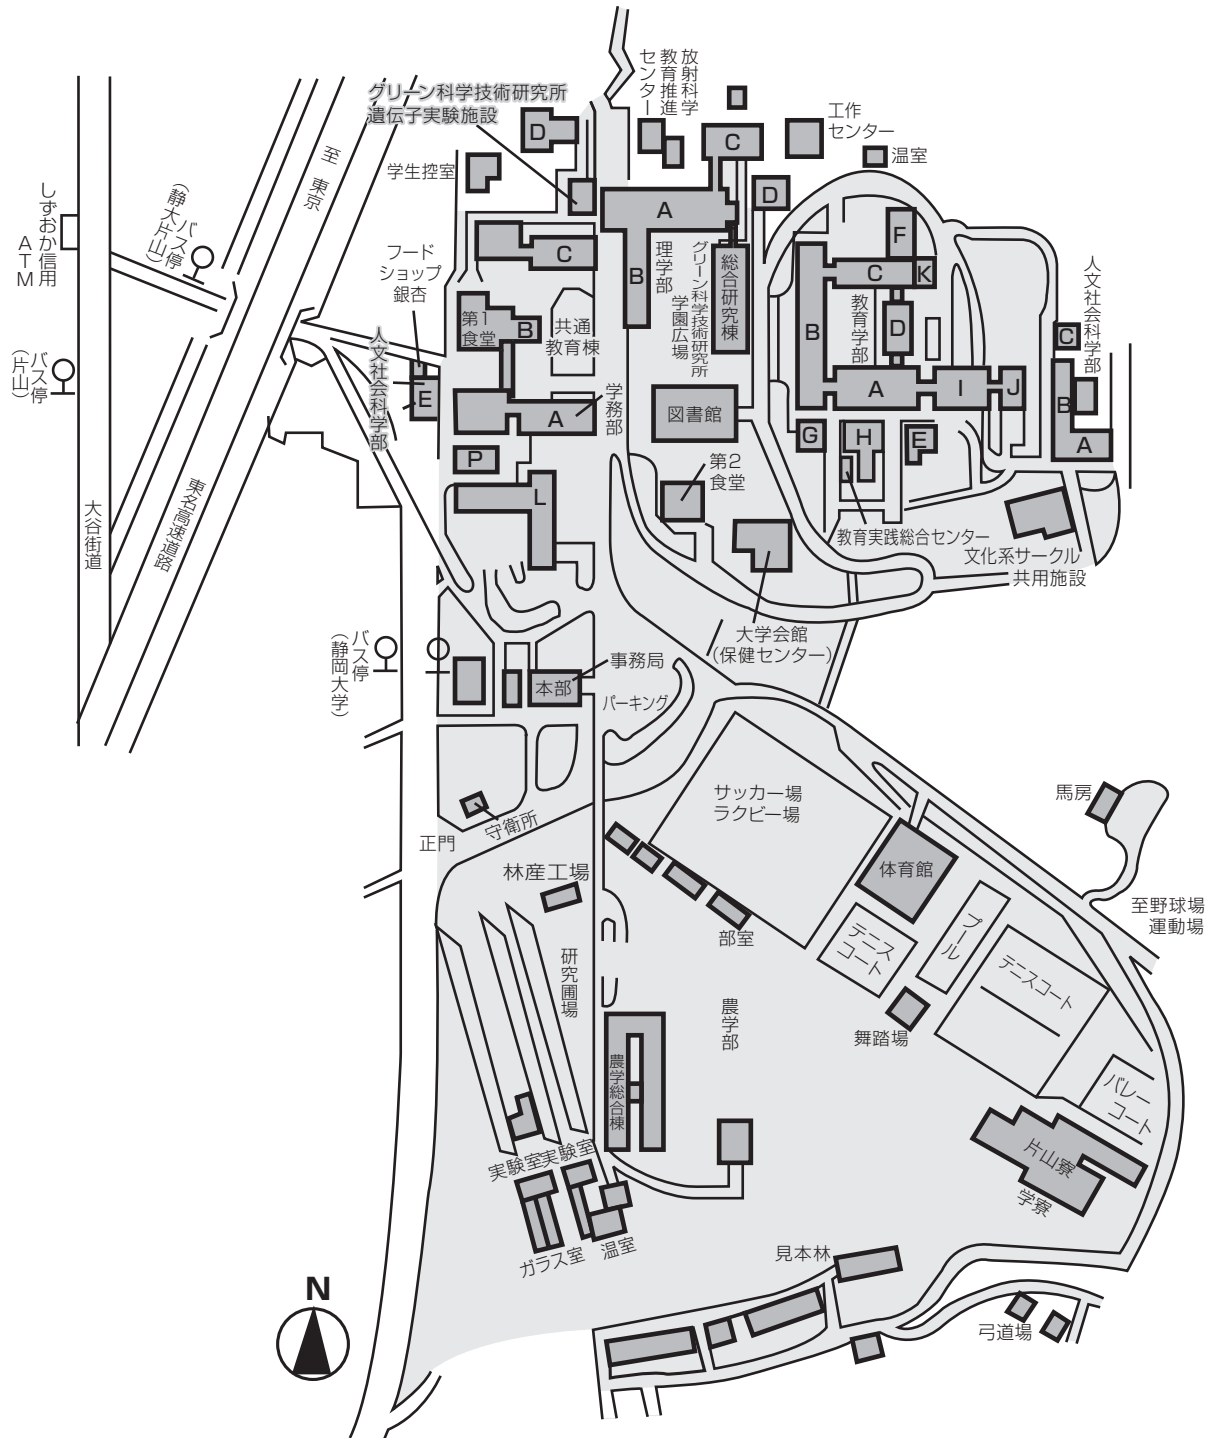 グリーン科学技術研究所
遺伝子実験施設
放射科学
教育推進
センター
D
C
工作
センター
温室
学生控室
D
A
B
理学部
C
グリーン科学技術研究所
学園広場
総合研究棟
至 東京
バス停
(静大片山)
しずおか信用
ATM
バス停
(片山)
フード
ショップ
銀杏
人文社会科学部
E
第1
食堂
B
共通
教育棟
A
学務部
P
L
F
C
K
教育学部
D
B
A
I
J
G
H
E
人文社会科学部
C
B
A
図書館
第2
食堂
教育実践総合センター
文化系サークル
共用施設
大学会館
(保健センター)
大谷街道
東名高速道路
バス停
(静岡大学)
事務局
本部
パーキング
守衛所
正門
林産工場
サッカー場
ラクビー場
部室
体育館
テニス
コート
プール
テニスコート
舞踏場
馬房
至野球場
運動場
バレー
コート
片山寮
学寮
研究圃場
農学部
農学総合棟
実験室
実験室
ガラス室
温室
見本林
弓道場
N